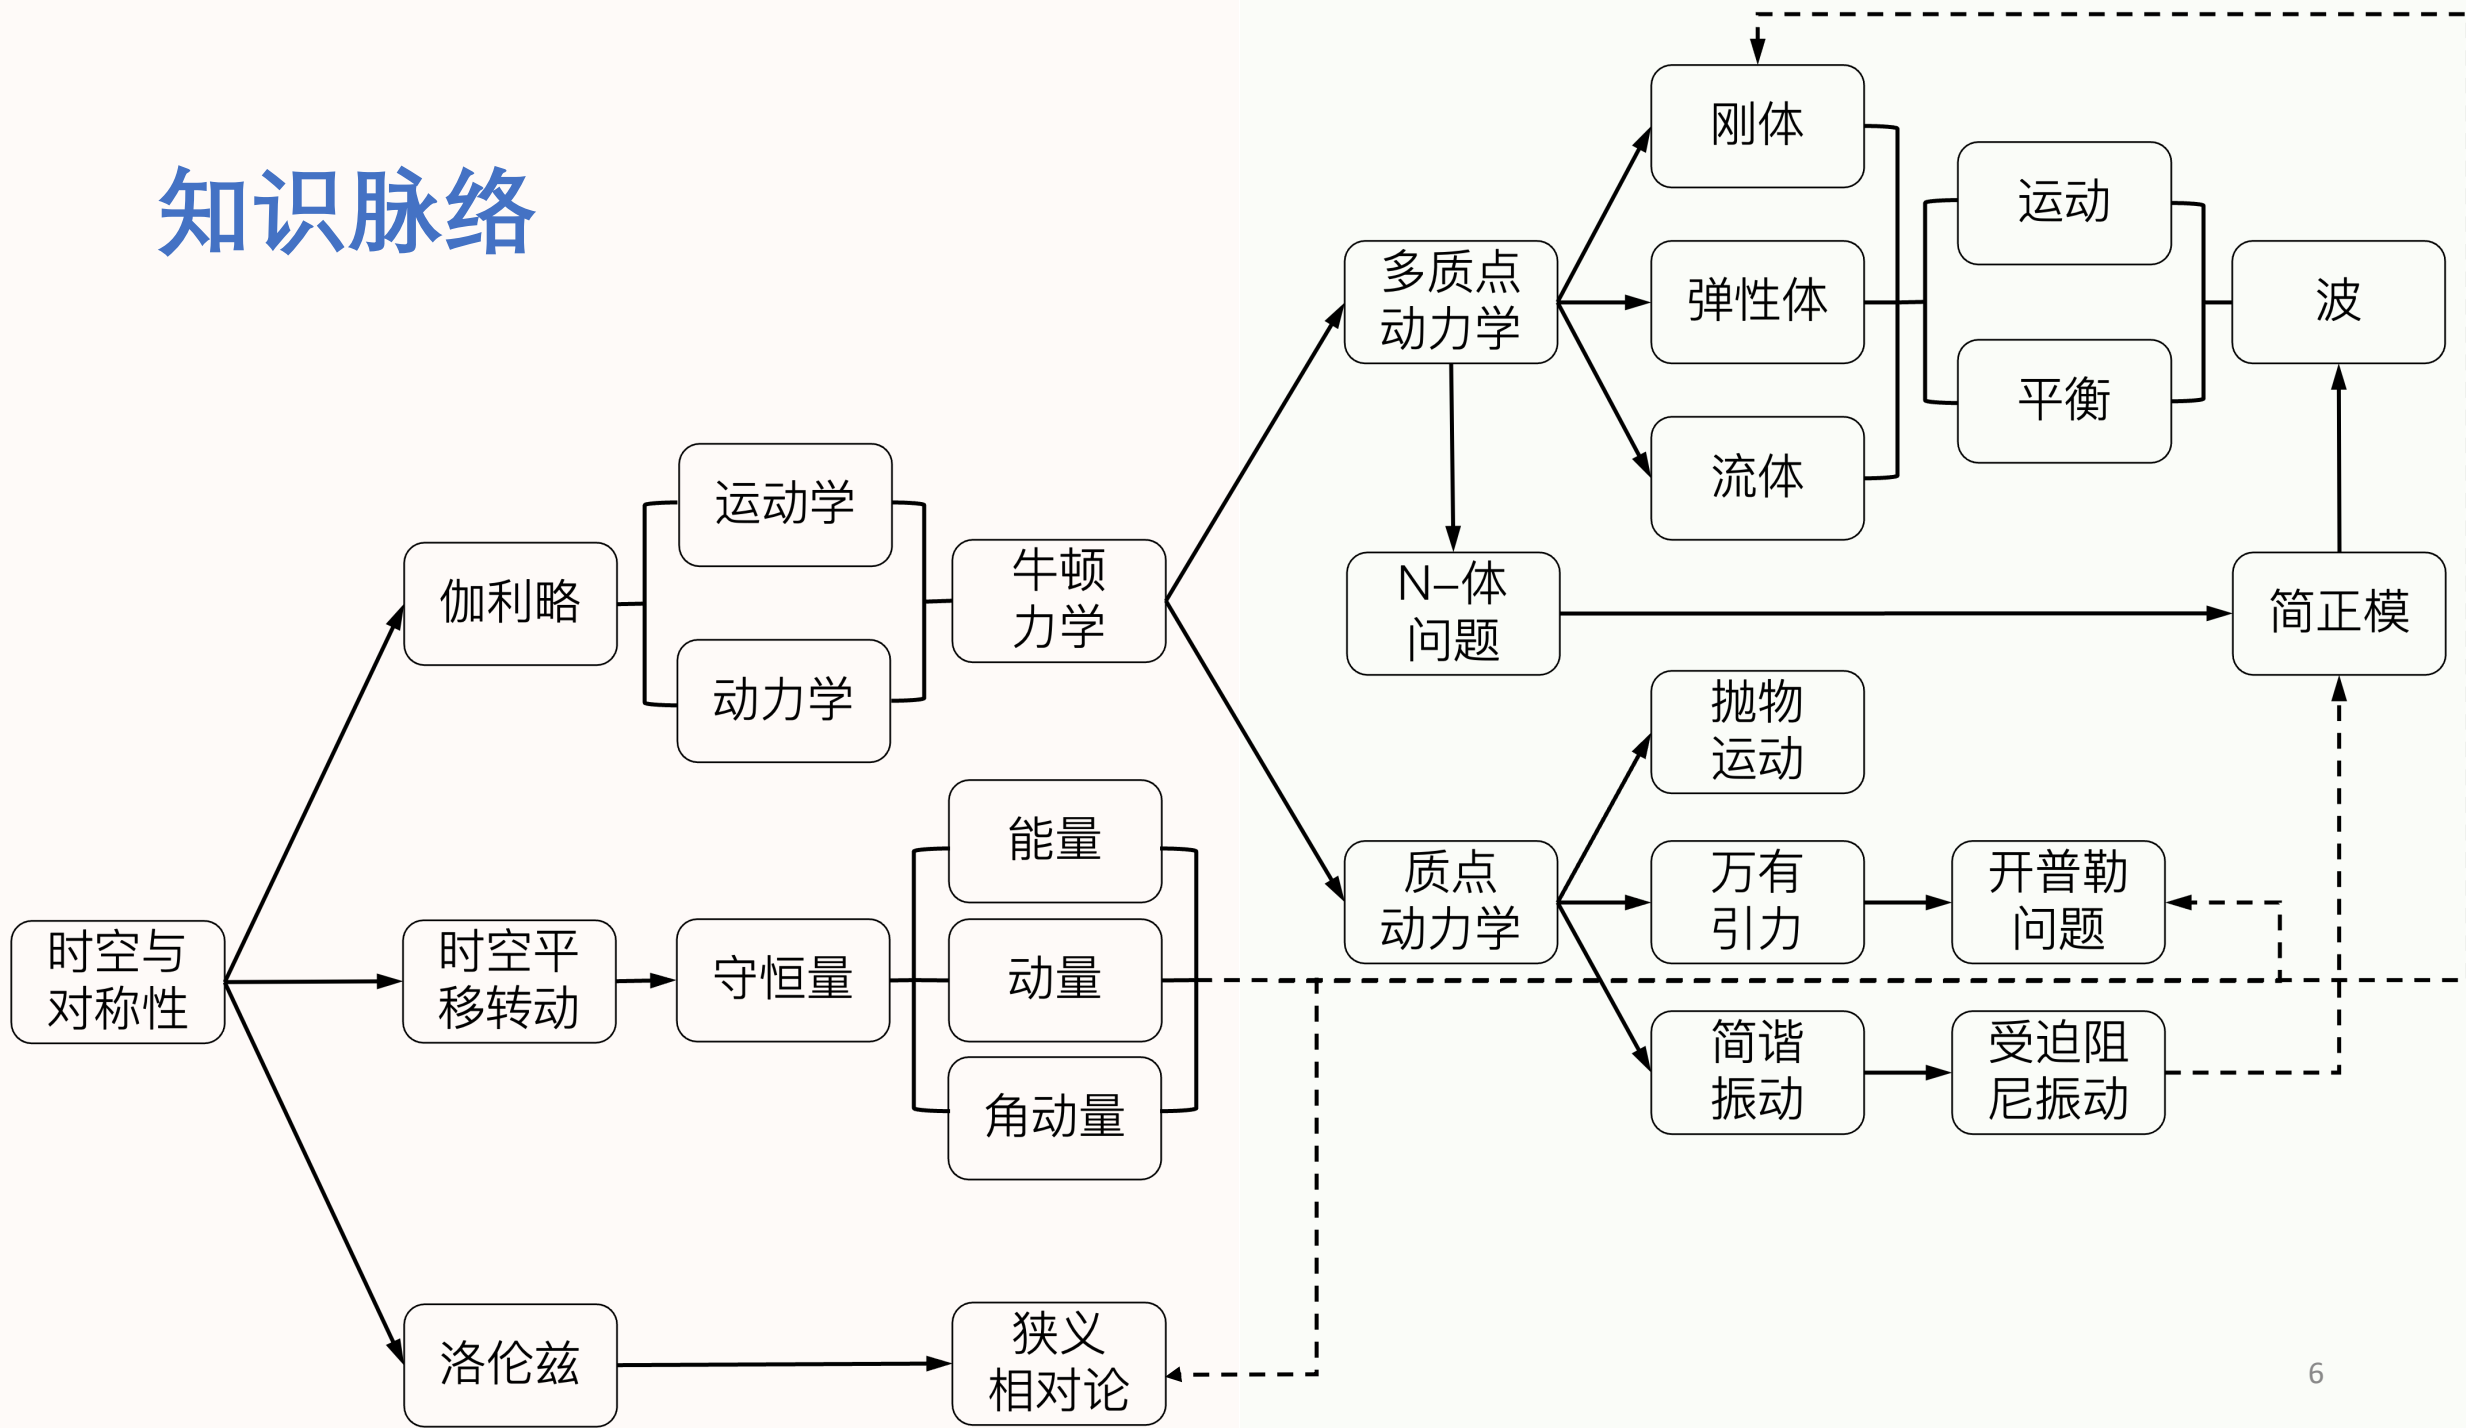 知识脉络
时空与
对称性
伽利略
时空平
移转动
洛伦兹
运动学
动力学
守恒量
牛顿
力学
能量
动量
角动量
狭义
相对论
多质点
动力学
N–体
问题
质点
动力学
刚体
弹性体
流体
抛物
运动
万有
引力
简谐
振动
运动
平衡
开普勒
问题
受迫阻
尼振动
波
简正模
6